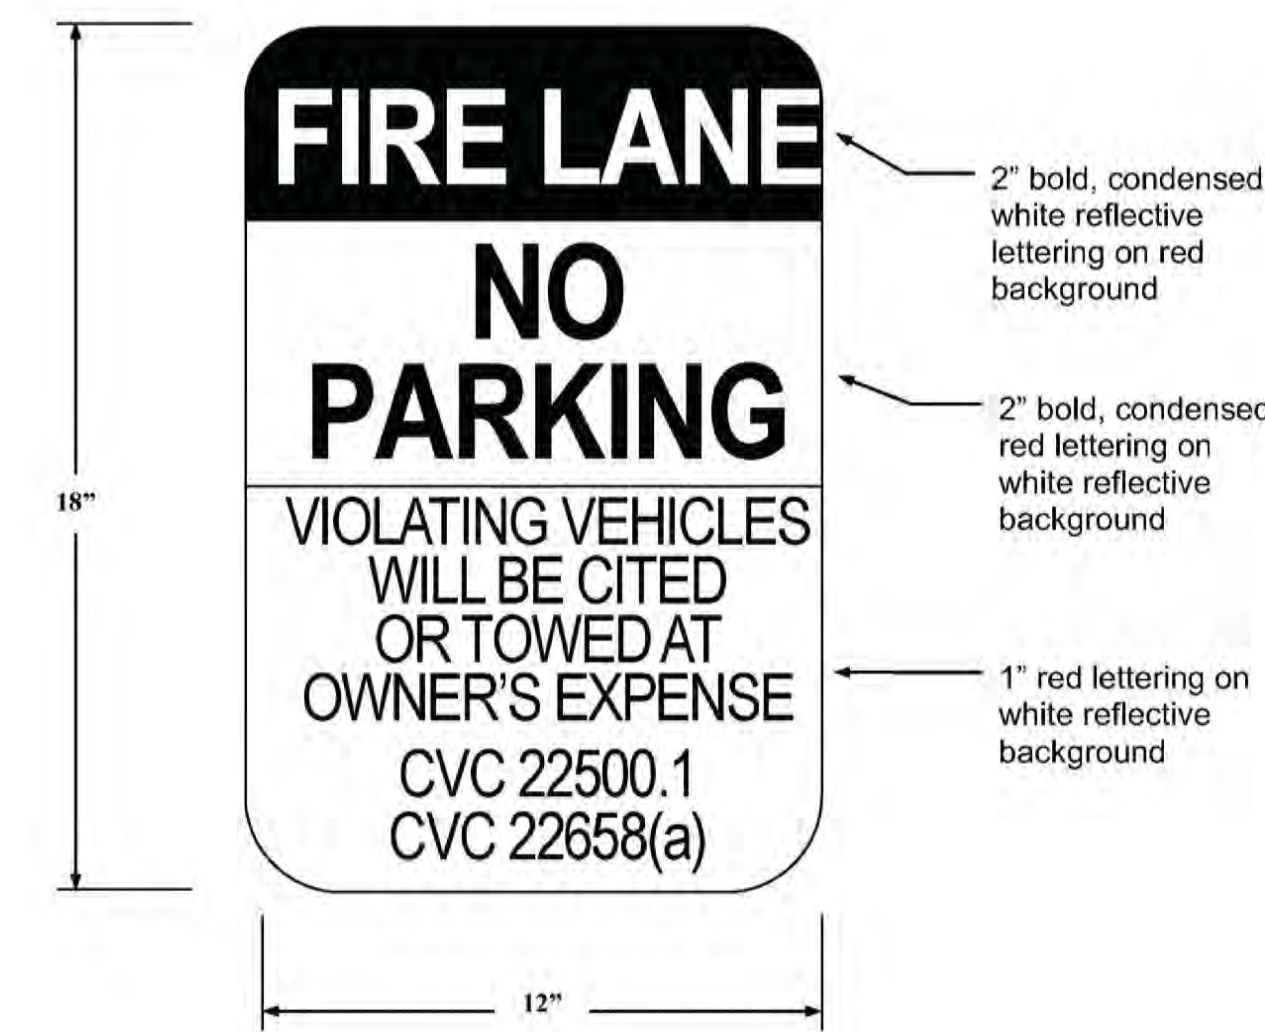 FIRE LANE
NO
PARKING
VIOLATING VEHICLES
WILL BE CITED
OR TOWED AT
OWNER’S EXPENSE
CVC 22500.1
CVC 22658(a)
18”
12”
2” bold, condensed
white reflective
lettering on red
background
2” bold, condensed
red lettering on
white reflective
background
1” red lettering on
white reflective
background